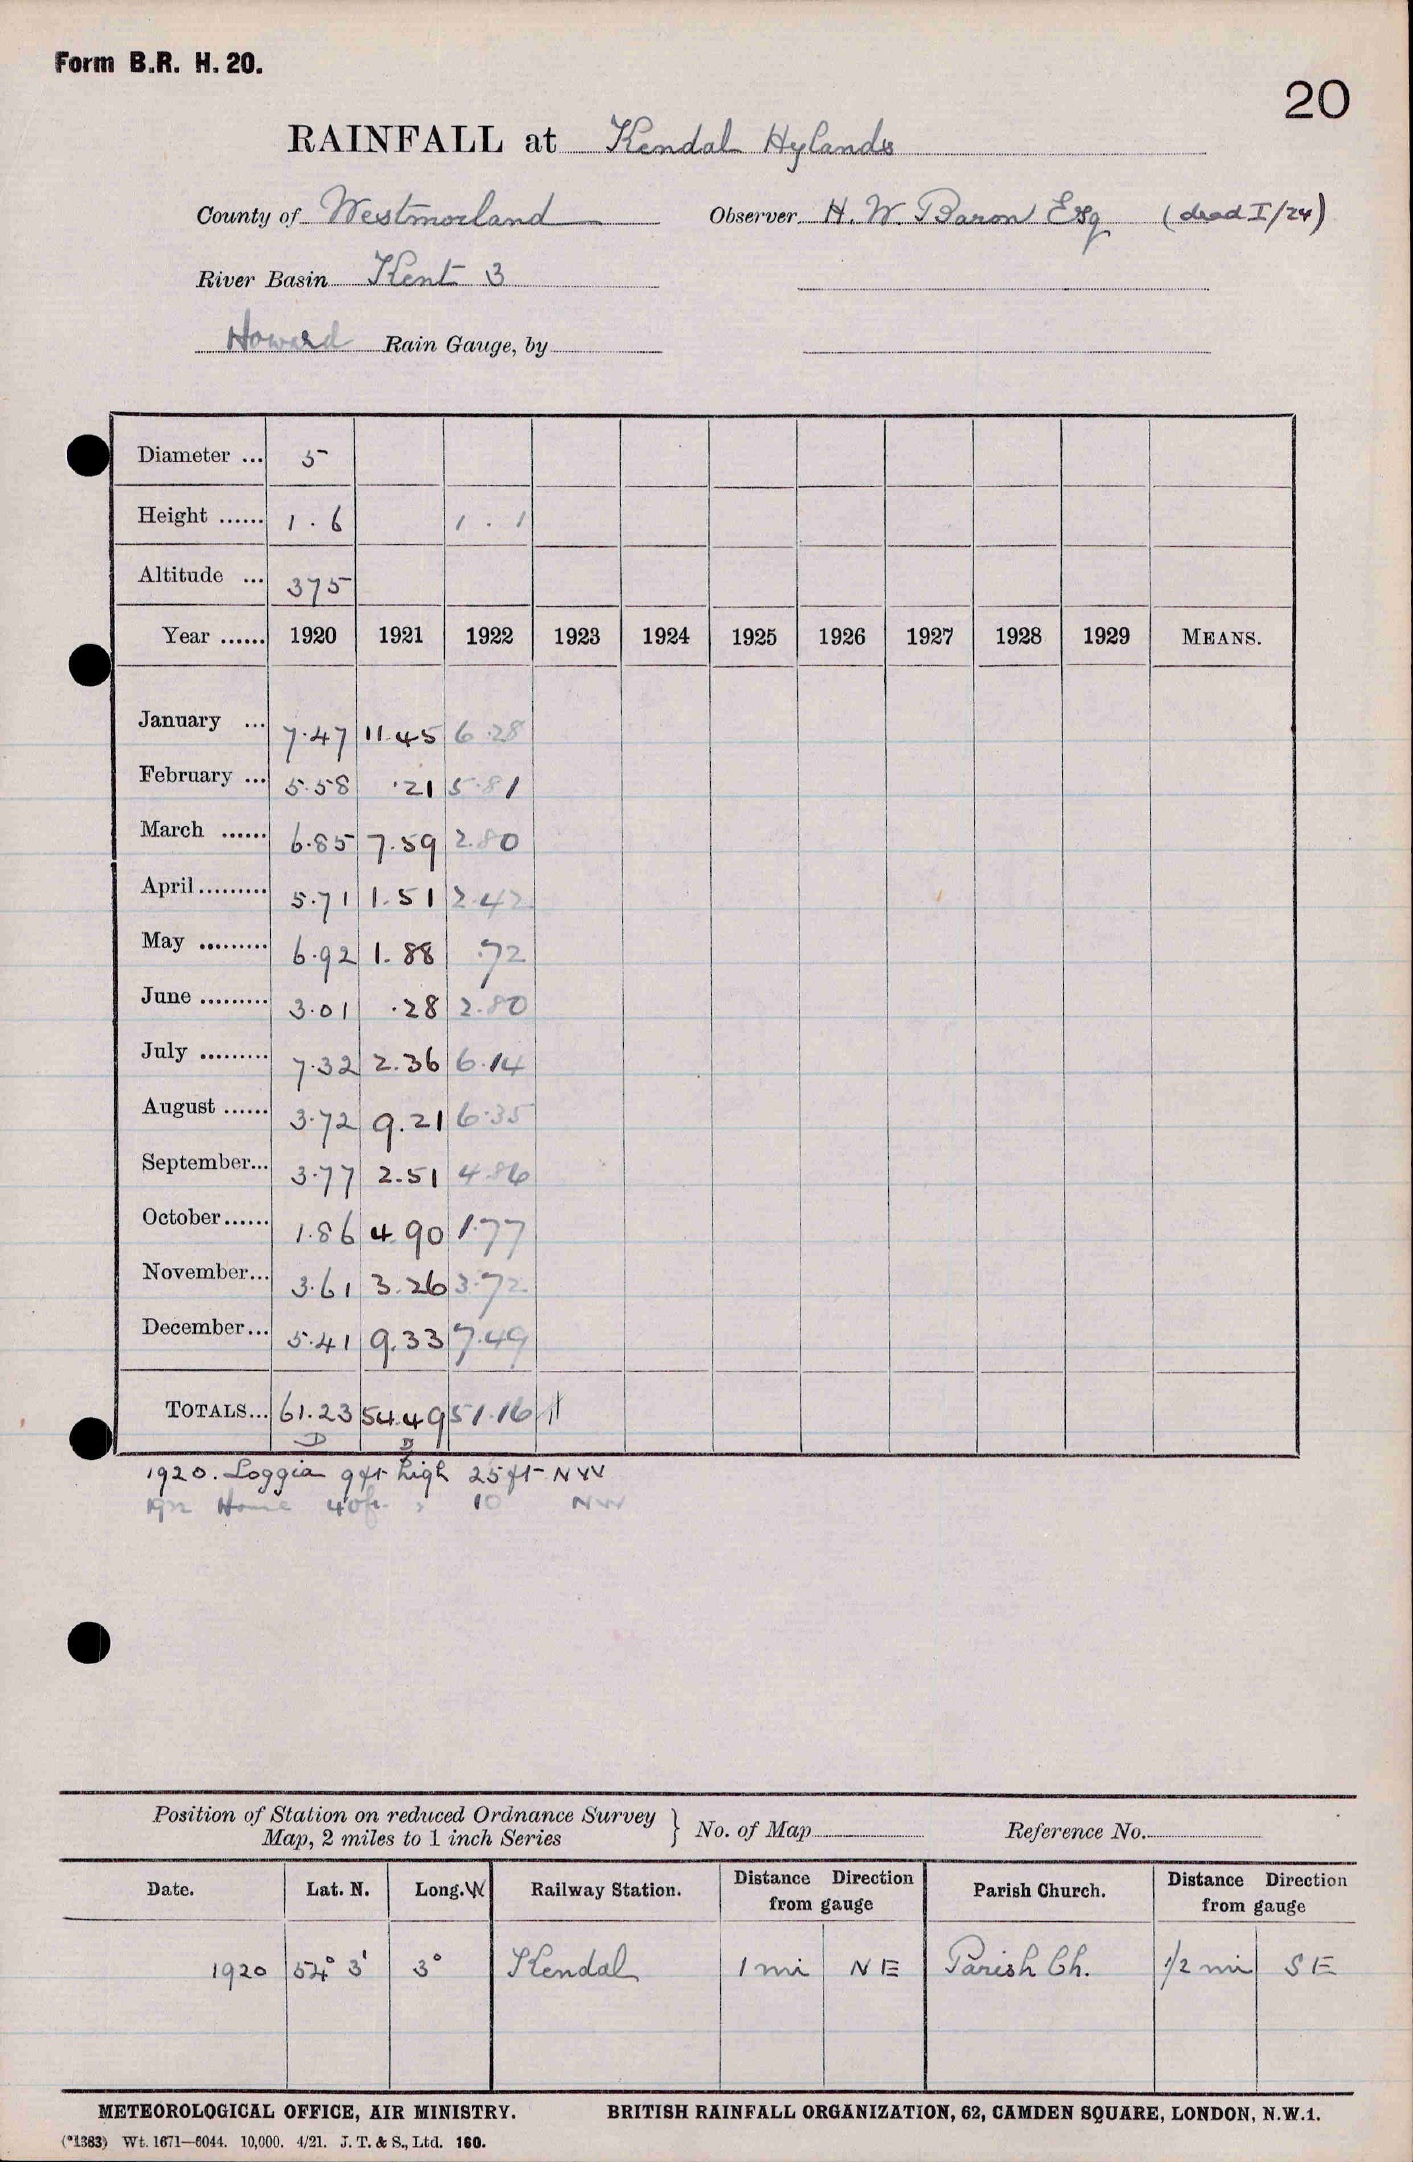 Form B.R. H. 20.
20
RAINFALL at Kendal Hylands
County of Westmorland Observer H. W. Baron Esq (dead I/24)
River Basin Kent 3
Howard Rain Gauge, by
Diameter ... 5
Height ...... 1 . 6 1 . 1
Altitude ... 375
Year ...... 1920 1921 1922 1923 1924 1925 1926 1927 1928 1929 MEANS.
January ... 7.47 11.45 6.28
February ... 5.58 .21 5.81
March ...... 6.85 7.59 2.80
April ......... 5.71 1.51 2.42
May ......... 6.92 1.88 .72
June ......... 3.01 .28 2.80
July ......... 7.32 2.36 6.14
August ...... 3.72 9.21 6.35
September... 3.77 2.51 4.86
October...... 1.86 4.90 1.77
November... 3.61 3.26 3.72
December... 5.41 9.33 7.49
TOTALS... 61.23 54.49 51.16
D
1920. Loggia 9ft high 25ft NW
1922 House 40ft " 10 NW
Position of Station on reduced Ordnance Survey
Map, 2 miles to 1 inch Series } No. of Map Reference No.
Date. Lat. N. Long. W Railway Station. Distance Direction from gauge Parish Church. Distance Direction from gauge
1920 54° 3' 3° Kendal 1 mi NE Parish Ch. 1/2 mi SE
METEOROLOGICAL OFFICE, AIR MINISTRY. BRITISH RAINFALL ORGANIZATION, 62, CAMDEN SQUARE, LONDON, N.W.1.
(*1383) Wt. 1671—6044. 10,000. 4/21. J. T. & S., Ltd. 160.